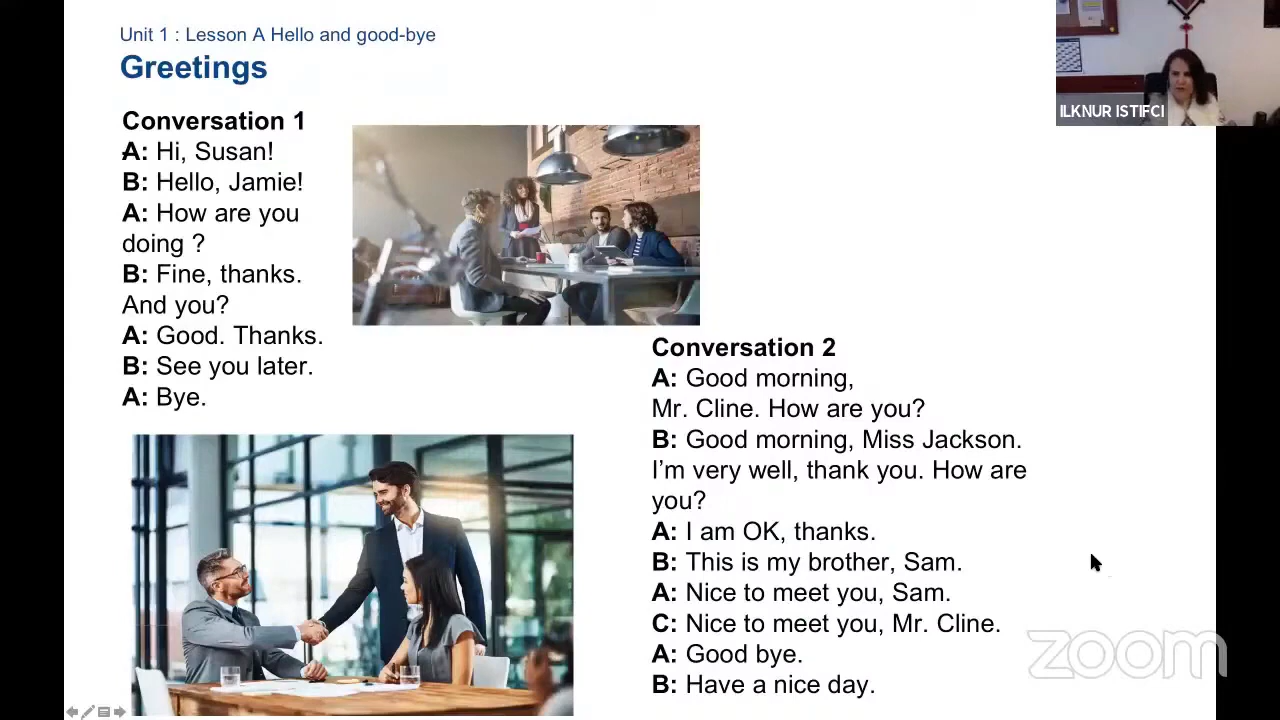 Unit 1 : Lesson A Hello and good-bye
Greetings
Conversation 1
A: Hi, Susan!
B: Hello, Jamie!
A: How are you
doing ?
B: Fine, thanks.
And you?
A: Good. Thanks.
B: See you later.
A: Bye.
Conversation 2
A: Good morning,
Mr. Cline. How are you?
B: Good morning, Miss Jackson.
I'm very well, thank you. How are
you?
A: I am OK, thanks.
B: This is my brother, Sam.
A: Nice to meet you, Sam.
C: Nice to meet you, Mr. Cline.
A: Good bye.
B: Have a nice day.
ILKNUR ISTIFCI
zoom